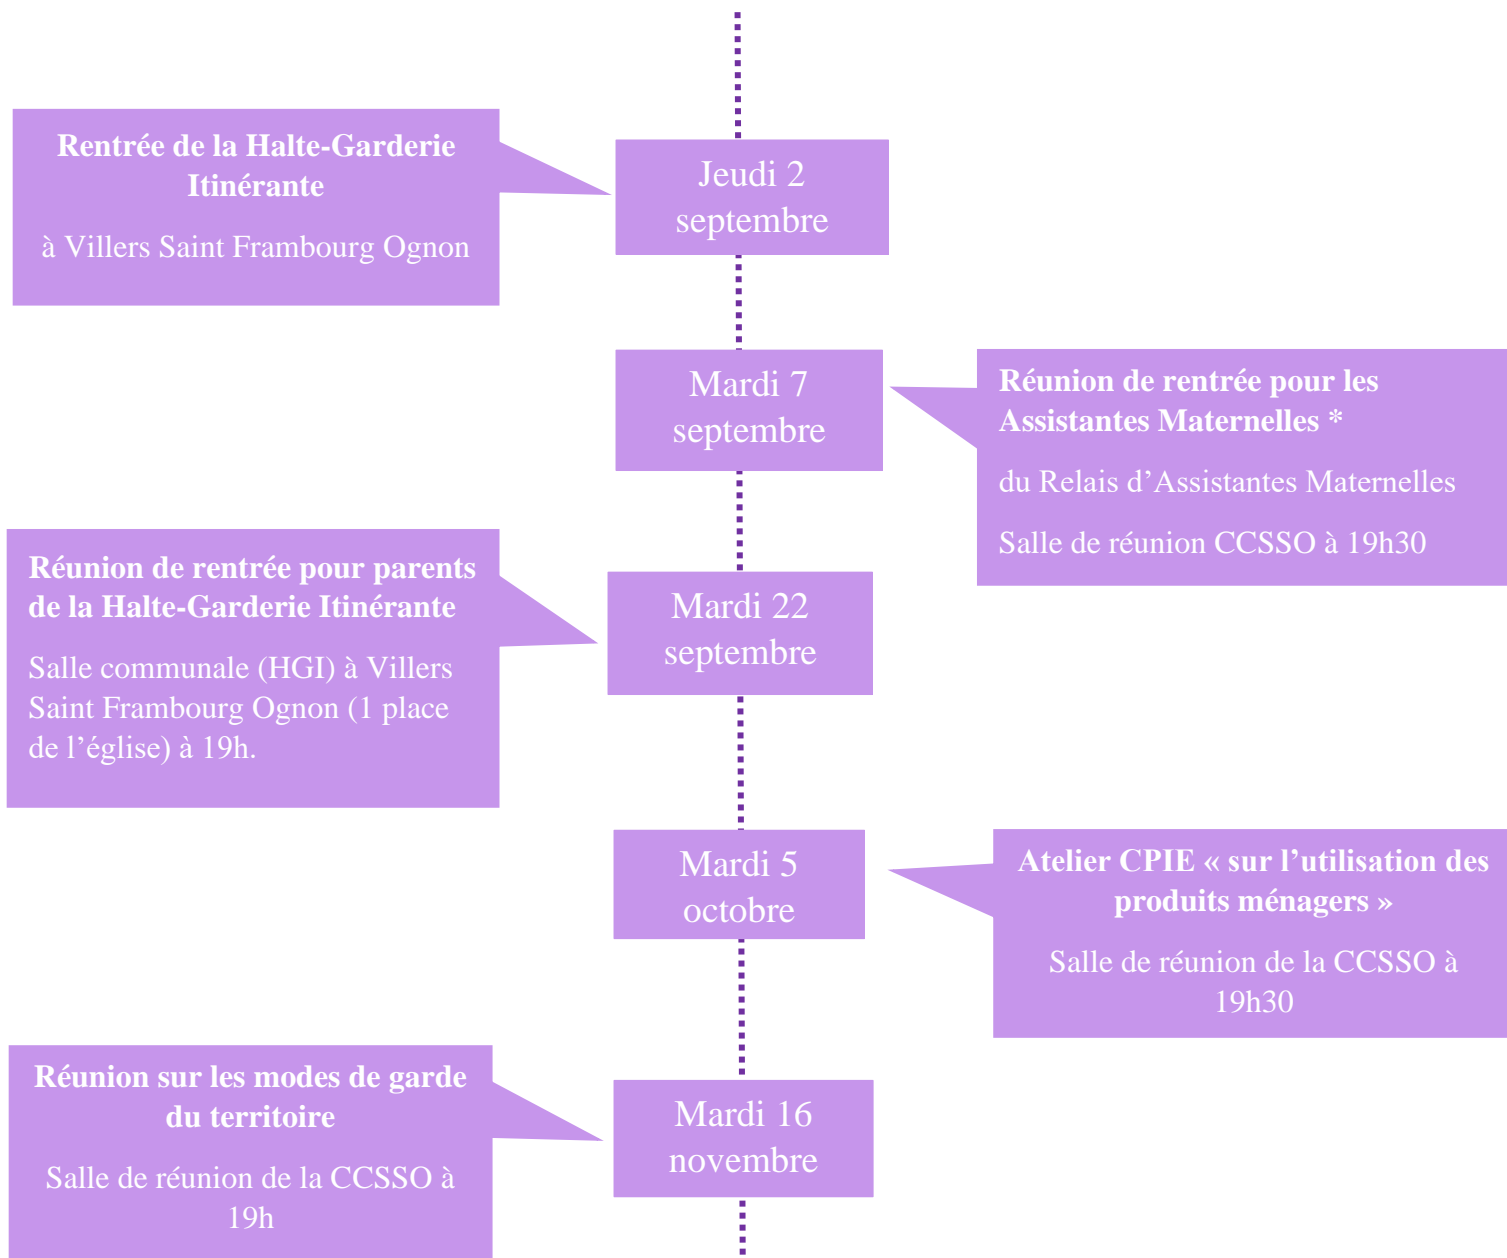 Rentrée de la Halte-Garderie
Itinérante
à Villers Saint Frambourg Ognon
Jeudi 2
septembre
Mardi 7
septembre
Réunion de rentrée pour les
Assistantes Maternelles *
du Relais d’Assistantes Maternelles
Salle de réunion CCSSO à 19h30
Réunion de rentrée pour parents
de la Halte-Garderie Itinérante
Salle communale (HGI) à Villers
Saint Frambourg Ognon (1 place
de l’église) à 19h.
Mardi 22
septembre
Mardi 5
octobre
Atelier CPIE « sur l’utilisation des
produits ménagers »
Salle de réunion de la CCSSO à
19h30
Réunion sur les modes de garde
du territoire
Salle de réunion de la CCSSO à
19h
Mardi 16
novembre